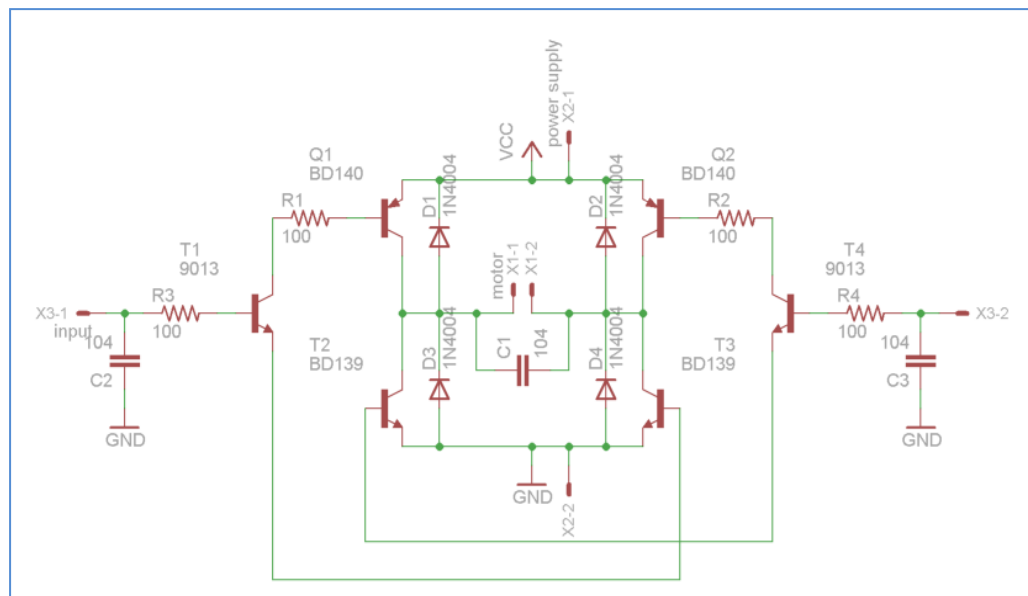 power supply
X2-1
VCC
Q1
BD140
Q2
BD140
R1
100
D1
1N4004
D2
1N4004
R2
100
T1
9013
motor
X1-1
X1-2
T4
9013
X3-1
input
R3
100
R4
100
X3-2
104
C2
T2
BD139
D3
1N4004
C1
104
D4
1N4004
T3
BD139
104
C3
GND
GND
GND
X2-2